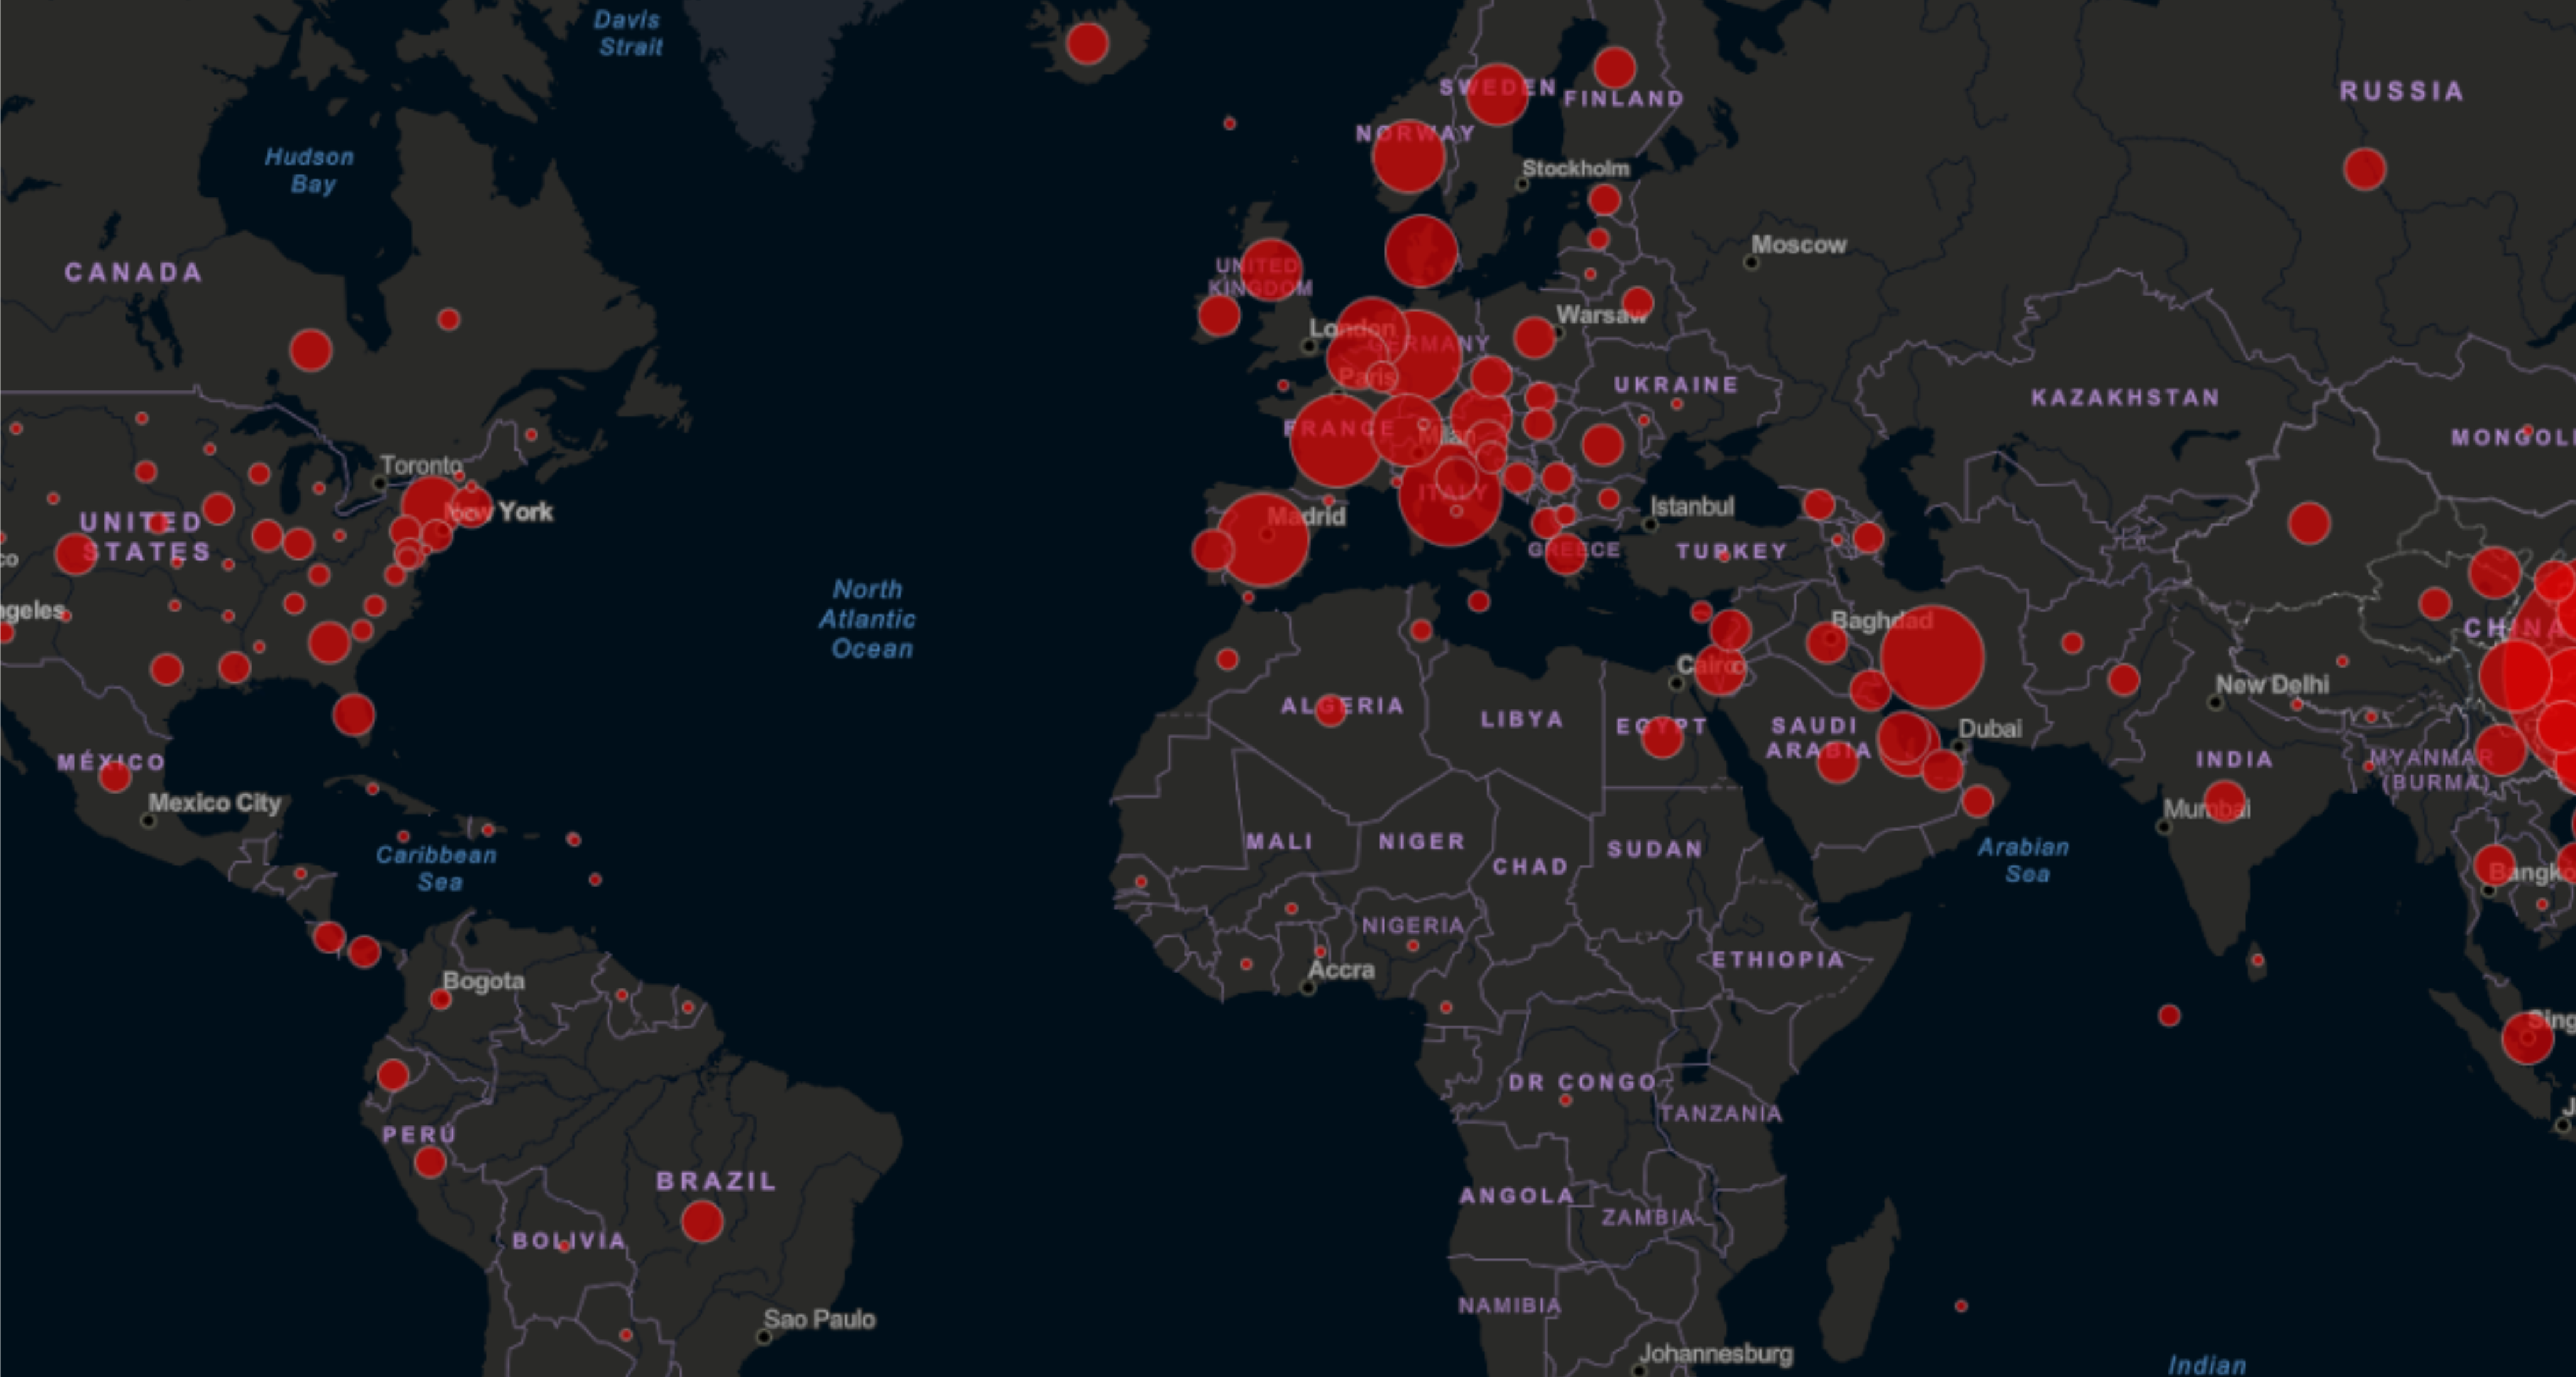 Davis
Strait
SWEDEN
FINLAND
RUSSIA
NORWAY
Hudson
Bay
Stockholm
Moscow
CANADA
UNITED
KINGDOM
London
Warsaw
GERMANY
Paris
UKRAINE
KAZAKHSTAN
FRANCE
Milan
MONGOL
Toronto
ITALY
New York
Madrid
Istanbul
UNITED
STATES
GREECE
TURKEY
co
North
Atlantic
Ocean
ngeles
Baghdad
CHINA
Cairo
New Delhi
ALGERIA
LIBYA
EGYPT
SAUDI
ARABIA
Dubai
MÉXICO
INDIA
MYANMAR
(BURMA)
Mexico City
Mumbai
Caribbean
Sea
MALI
NIGER
CHAD
SUDAN
Arabian
Sea
Bangko
NIGERIA
ETHIOPIA
Bogota
Accra
Sing
DR CONGO
TANZANIA
J
PERÚ
BRAZIL
ANGOLA
ZAMBIA
BOLIVIA
NAMIBIA
Sao Paulo
Johannesburg
Indian